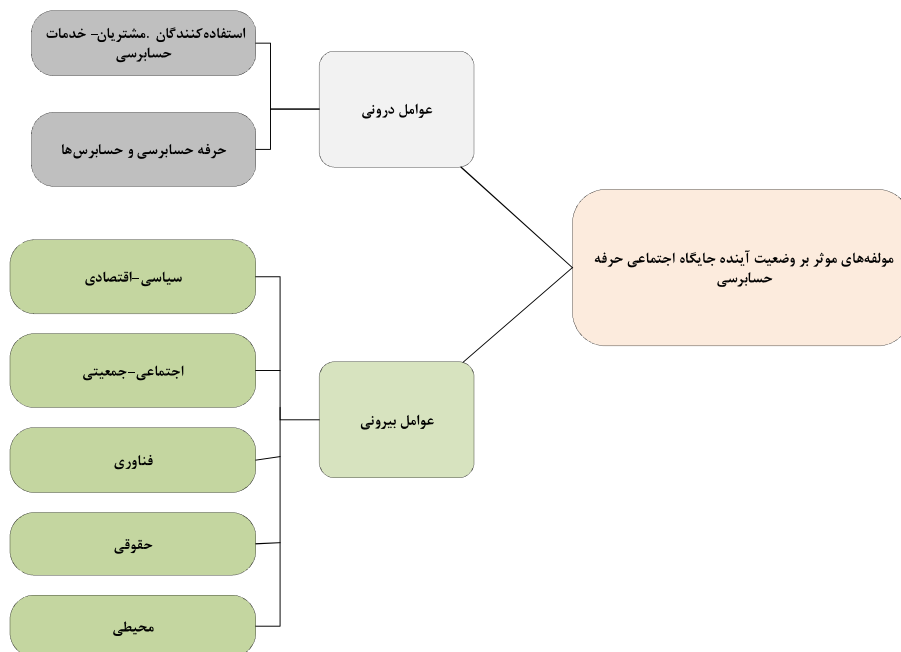 مولفه‌های موثر بر وضعیت آینده جایگاه اجتماعی حرفه
حسابرسی
عوامل درونی
استفاده‌کنندگان .مشتریان- خدمات
حسابرسی
حرفه حسابرسی و حسابرس‌ها
عوامل بیرونی
سیاسی-اقتصادی
اجتماعی-جمعیتی
فناوری
حقوقی
محیطی